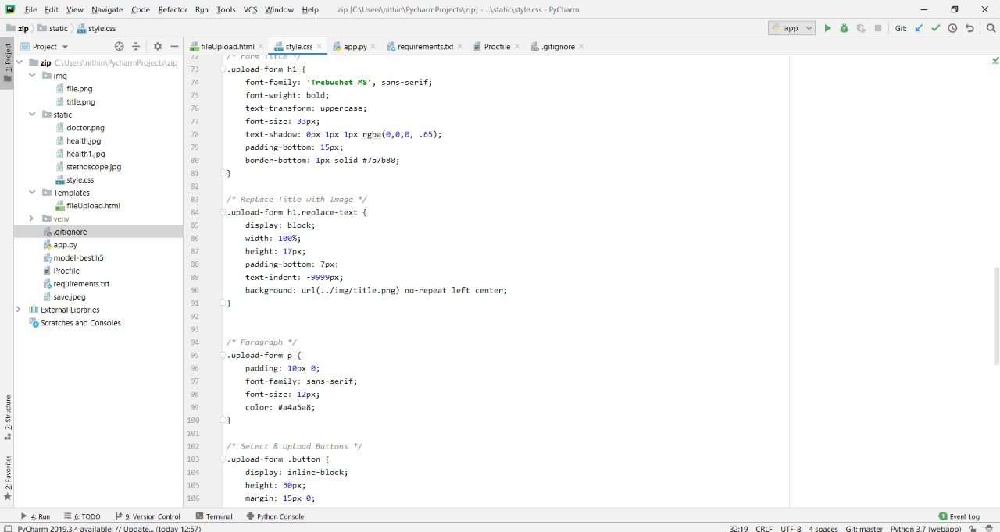 File Edit View Navigate Code Refactor Run Tools VCS Window Help zip [C:\Users\nithin\PycharmProjects\zip] - ...\static\style.css - PyCharm
zip static style.css app Git:
Project fileUpload.html style.css app.py requirements.txt Procfile .gitignore
1: Project
zip C:\Users\nithin\PycharmProjects\zip
img
file.png
title.png
static
doctor.png
health.jpg
health1.jpg
stethoscope.jpg
style.css
Templates
fileUpload.html
venv
.gitignore
app.py
model-best.h5
Procfile
requirements.txt
save.jpeg
External Libraries
Scratches and Consoles
7: Structure
2: Favorites
72 /* Form Title */
73 .upload-form h1 {
74 font-family: 'Trebuchet MS', sans-serif;
75 font-weight: bold;
76 text-transform: uppercase;
77 font-size: 33px;
78 text-shadow: 0px 1px 1px rgba(0,0,0, .65);
79 padding-bottom: 15px;
80 border-bottom: 1px solid #7a7b80;
81 }
82
83 /* Replace Title with Image */
84 .upload-form h1.replace-text {
85 display: block;
86 width: 100%;
87 height: 17px;
88 padding-bottom: 7px;
89 text-indent: -9999px;
90 background: url(../img/title.png) no-repeat left center;
91 }
92
93
94 /* Paragraph */
95 .upload-form p {
96 padding: 10px 0;
97 font-family: sans-serif;
98 font-size: 12px;
99 color: #a4a5a8;
100 }
101
102 /* Select & Upload Buttons */
103 .upload-form .button {
104 display: inline-block;
105 height: 30px;
106 margin: 15px 0;
4: Run 6: TODO 9: Version Control Terminal Python Console 1 Event Log
PyCharm 2019.3.4 available: // Update... (today 12:57) 32:19 CRLF UTF-8 4 spaces Git: master Python 3.7 (webapp)